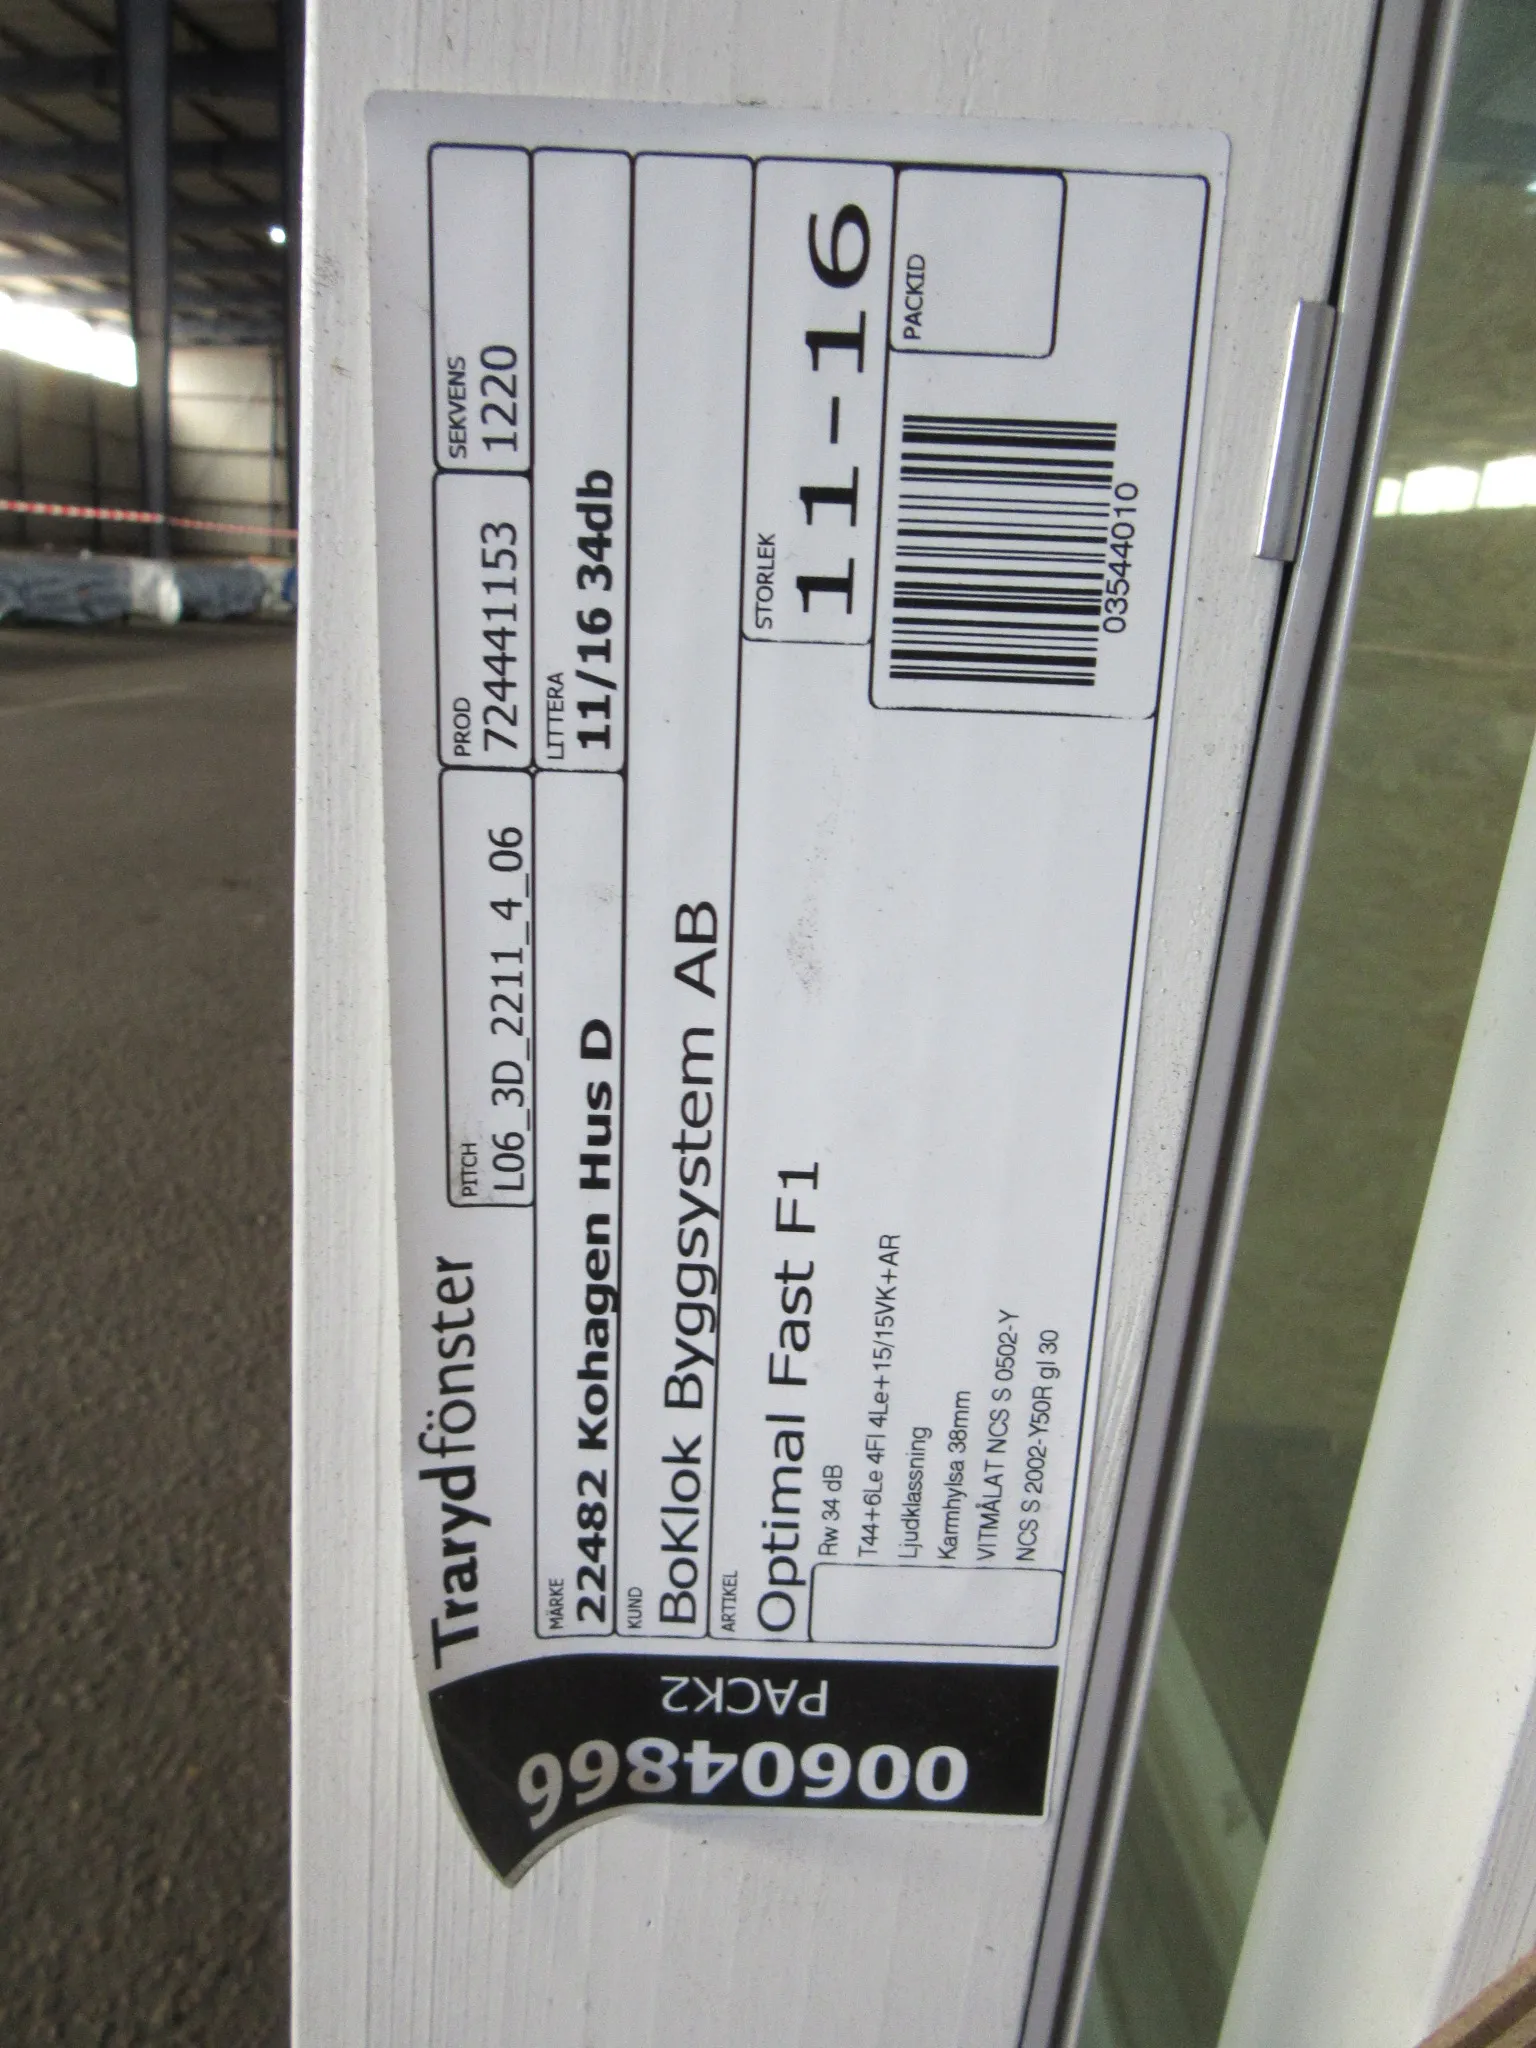 Trarydfönster
PITCH
L06_3D_2211_4_06
PROD
72441153
SEKVENS
1220
MÄRKE
22482 Kohagen Hus D
LITTERA
11/16 34db
KUND
BoKlok Byggsystem AB
ARTIKEL
Optimal Fast F1
STORLEK
11-16
Rw 34 dB
T44+6Le 4Fl 4Le+15/15VK+AR
Ljudklassning
Karmhylsa 38mm
VITMÅLAT NCS S 0502-Y
NCS S 2002-Y50R gl 30
PACKID
03544010
PACK2
00604866